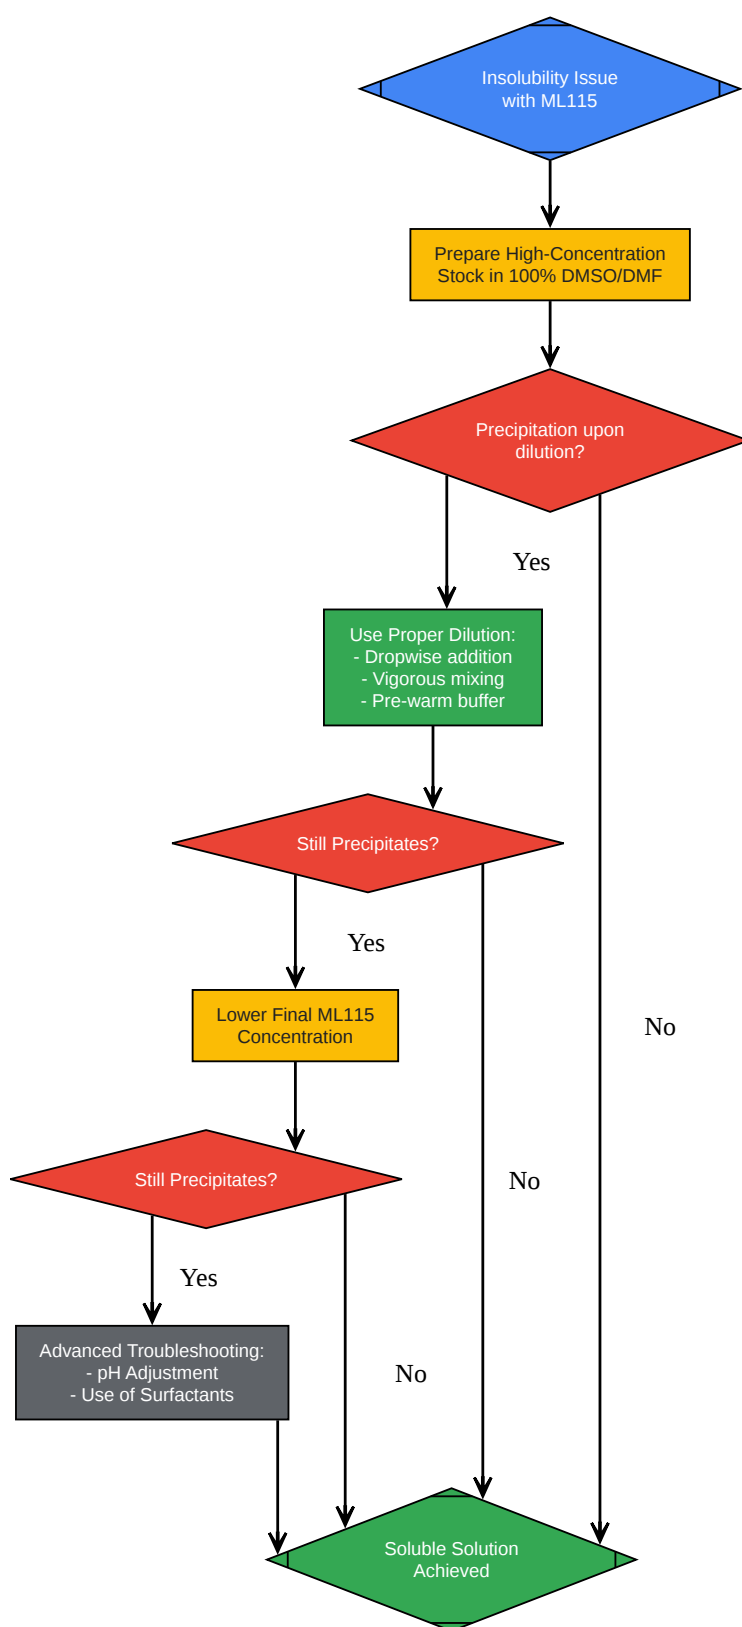 Insolubility Issue
with ML115
Prepare High-Concentration
Stock in 100% DMSO/DMF
Precipitation upon
dilution?
Yes
Use Proper Dilution:
- Dropwise addition
- Vigorous mixing
- Pre-warm buffer
Still Precipitates?
Yes
Lower Final ML115
Concentration
No
Still Precipitates?
No
Yes
Advanced Troubleshooting:
- pH Adjustment
- Use of Surfactants
No
Soluble Solution
Achieved